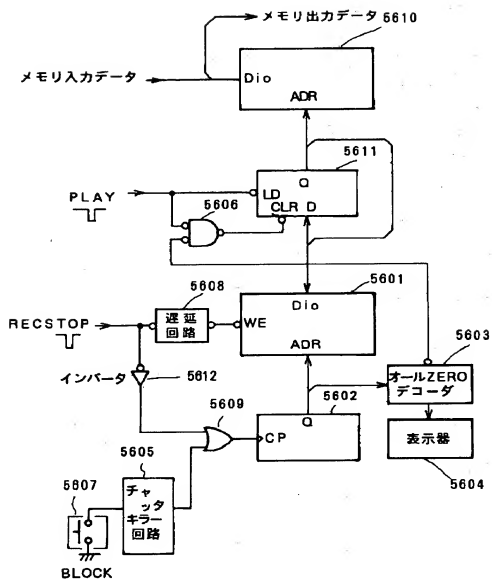 メモリ出力データ
5610
メモリ入力データ
Dio
ADR
5611
Q
PLAY
LD
CLR D
5606
5601
5608
Dio
RECSTOP
遅延
回路
WE
5603
ADR
インバータ
5612
5602
オールZERO
デコーダ
5609
Q
CP
表示器
5605
5604
5607
チャ
ッタ
キラー
回路
BLOCK